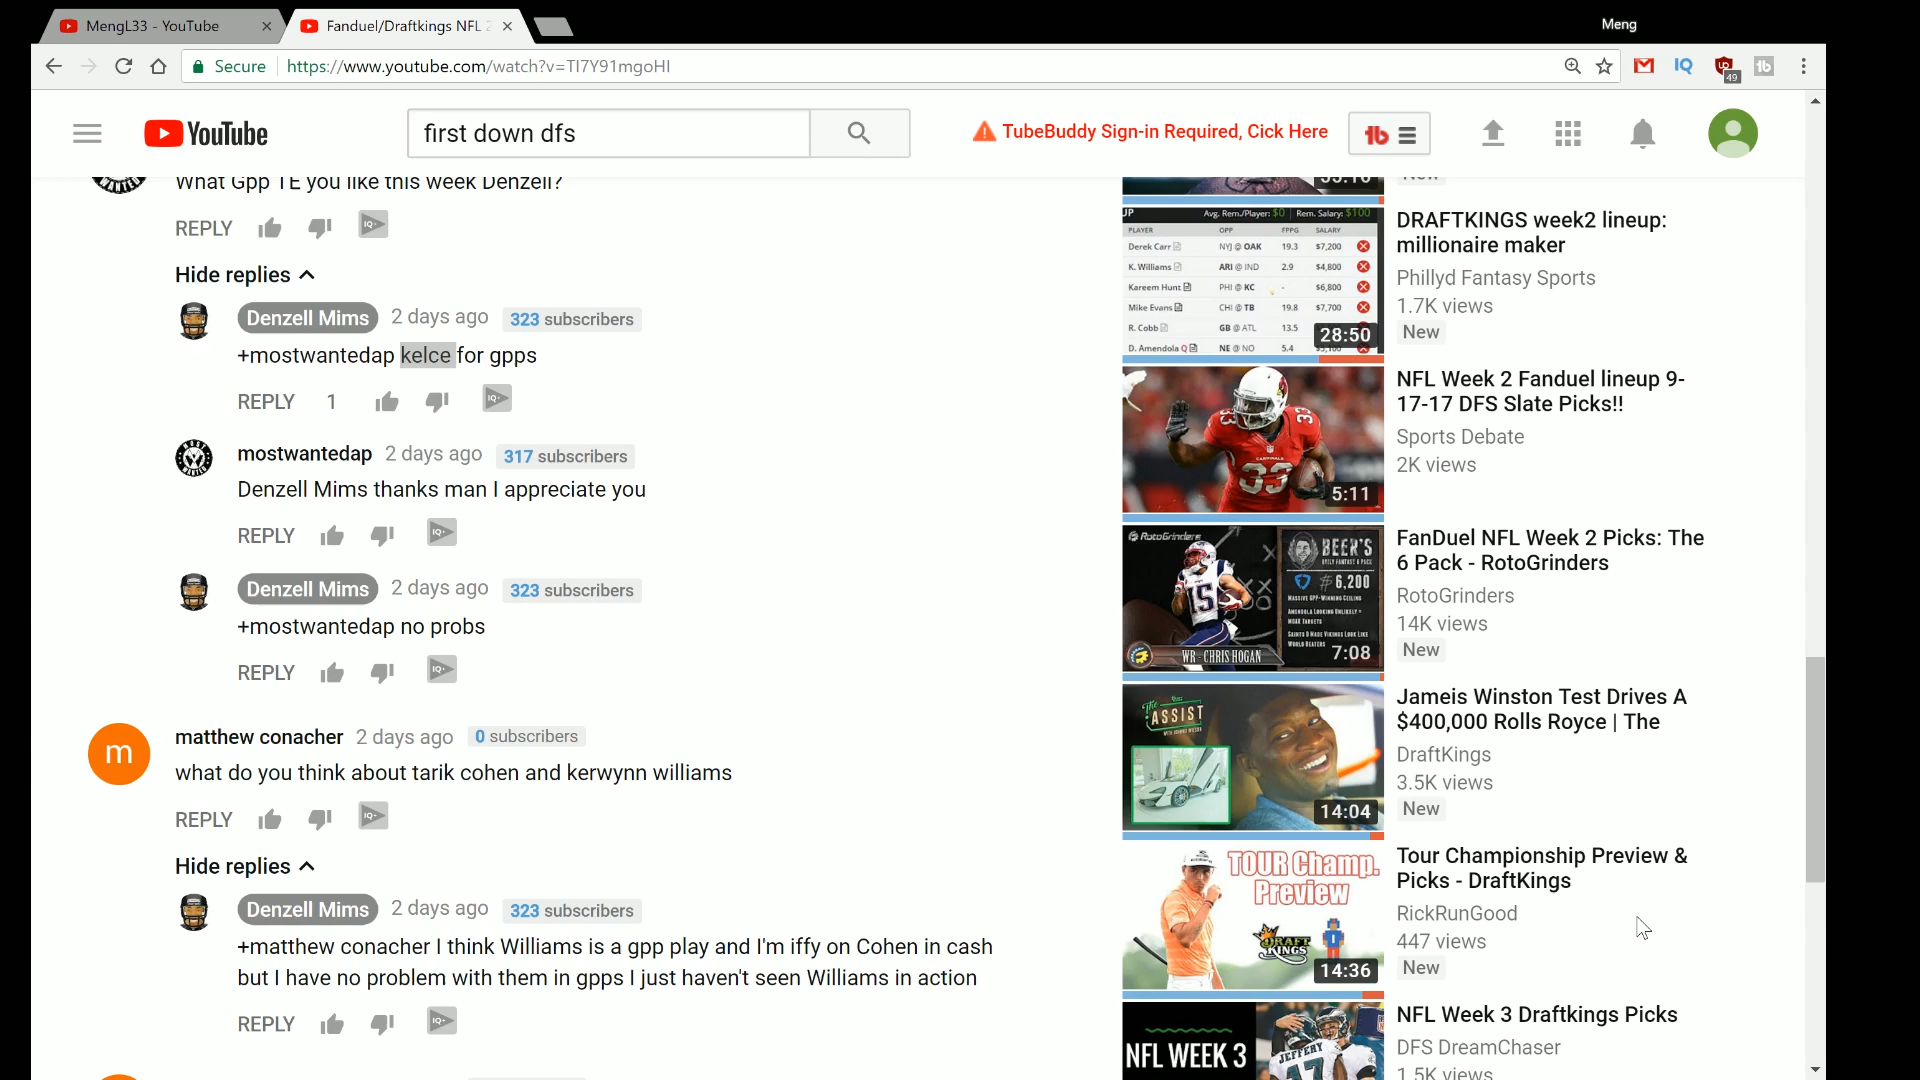 MengL33 - YouTube
Fanduel/Draftkings NFL 2
Meng
Secure
https://www.youtube.com/watch?v=TI7Y91mgoHI
IQ
49
YouTube
first down dfs
TubeBuddy Sign-in Required, Cick Here
What Gpp TE you like this week Denzell?
REPLY
Hide replies
Denzell Mims 2 days ago 323 subscribers
+mostwantedap kelce for gpps
REPLY 1
mostwantedap 2 days ago 317 subscribers
Denzell Mims thanks man I appreciate you
REPLY
Denzell Mims 2 days ago 323 subscribers
+mostwantedap no probs
REPLY
m
matthew conacher 2 days ago 0 subscribers
what do you think about tarik cohen and kerwynn williams
REPLY
Hide replies
Denzell Mims 2 days ago 323 subscribers
+matthew conacher I think Williams is a gpp play and I'm iffy on Cohen in cash
but I have no problem with them in gpps I just haven't seen Williams in action
REPLY
UP Avg. Rem./Player: $0 Rem. Salary: $100
PLAYER OPP FPPG SALARY
Derek Carr NYJ @ OAK 19.3 $7,200
K. Williams ARI @ IND 2.9 $4,800
Kareem Hunt PHI @ KC - $6,800
Mike Evans CHI @ TB 19.8 $7,700
R. Cobb GB @ ATL 13.5
D. Amendola Q NE @ NO 5.4
28:50
DRAFTKINGS week2 lineup:
millionaire maker
Phillyd Fantasy Sports
1.7K views
New
CARDINALS
33
5:11
NFL Week 2 Fanduel lineup 9-
17-17 DFS Slate Picks!!
Sports Debate
2K views
RotoGrinders
BEER'S
$6,200
MASSIVE GPP-WINNING CEILING
AMENDOLA LOOKING UNLIKELY =
MOAR TARGETS
SAINTS D MADE VIKINGS LOOK LIKE
WORLD BEATERS
15
WR - CHRIS HOGAN
7:08
FanDuel NFL Week 2 Picks: The
6 Pack - RotoGrinders
RotoGrinders
14K views
New
The
ASSIST
14:04
Jameis Winston Test Drives A
$400,000 Rolls Royce | The
DraftKings
3.5K views
New
TOUR Champ.
Preview
DRAFT
KINGS
14:36
Tour Championship Preview &
Picks - DraftKings
RickRunGood
447 views
New
NFL WEEK 3
JEFFERY
17
NFL Week 3 Draftkings Picks
DFS DreamChaser
1.5K views